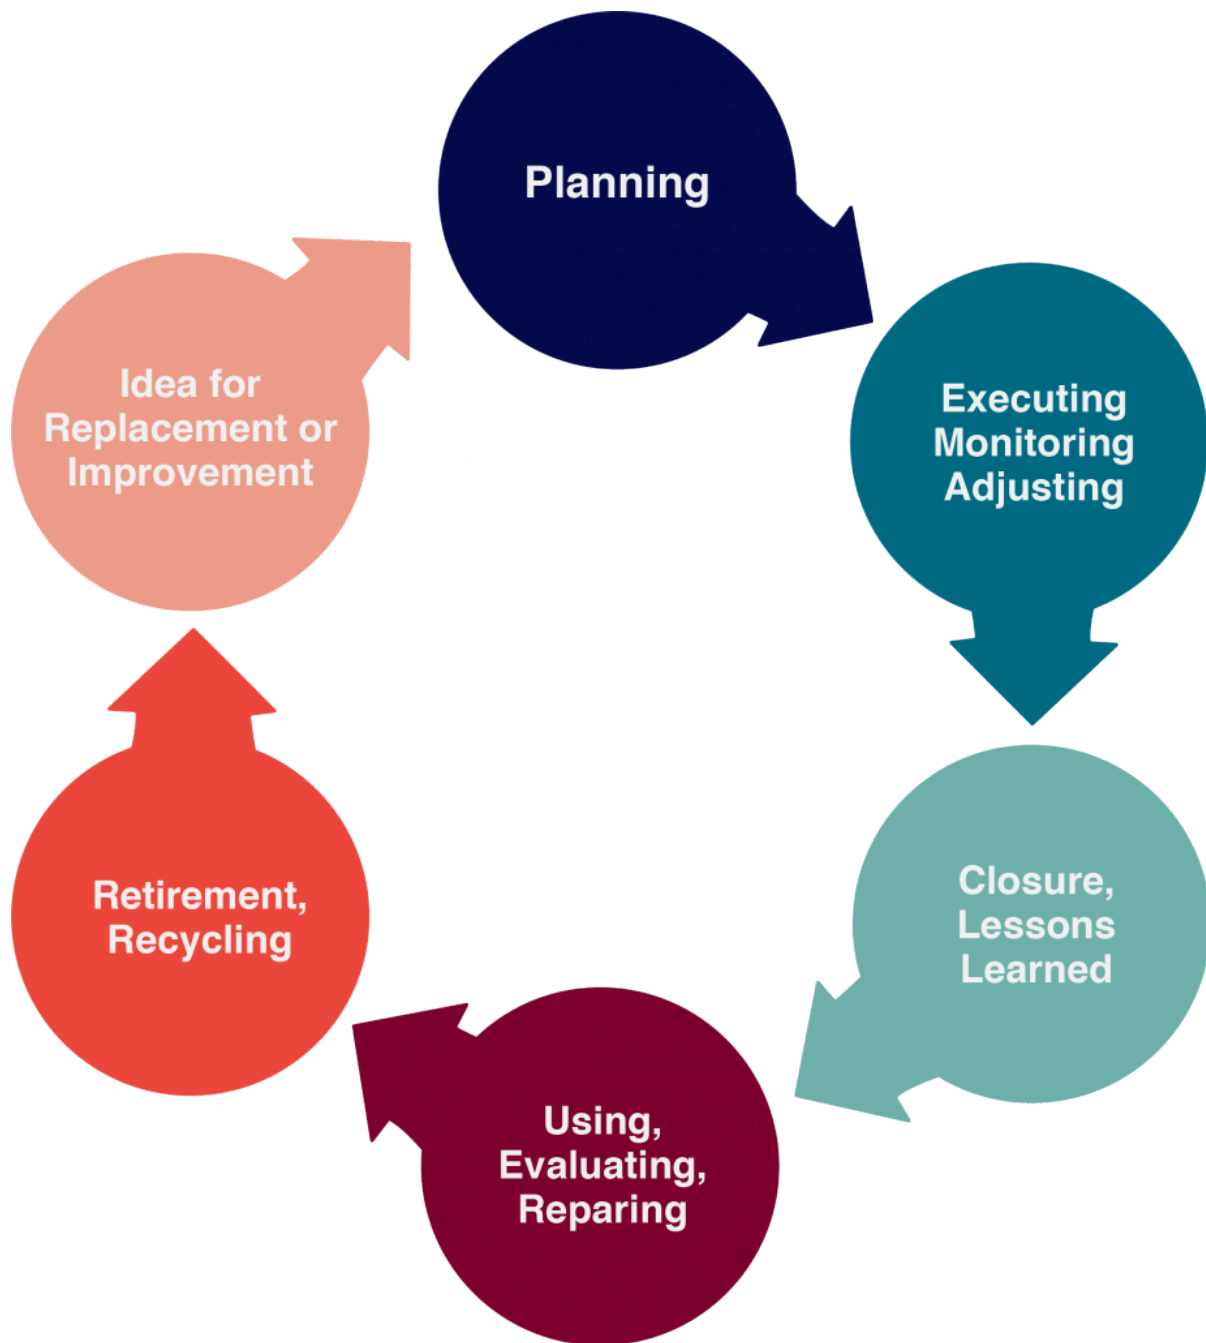 Planning
Executing
Monitoring
Adjusting
Closure,
Lessons
Learned
Using,
Evaluating,
Reparing
Retirement,
Recycling
Idea for
Replacement or
Improvement